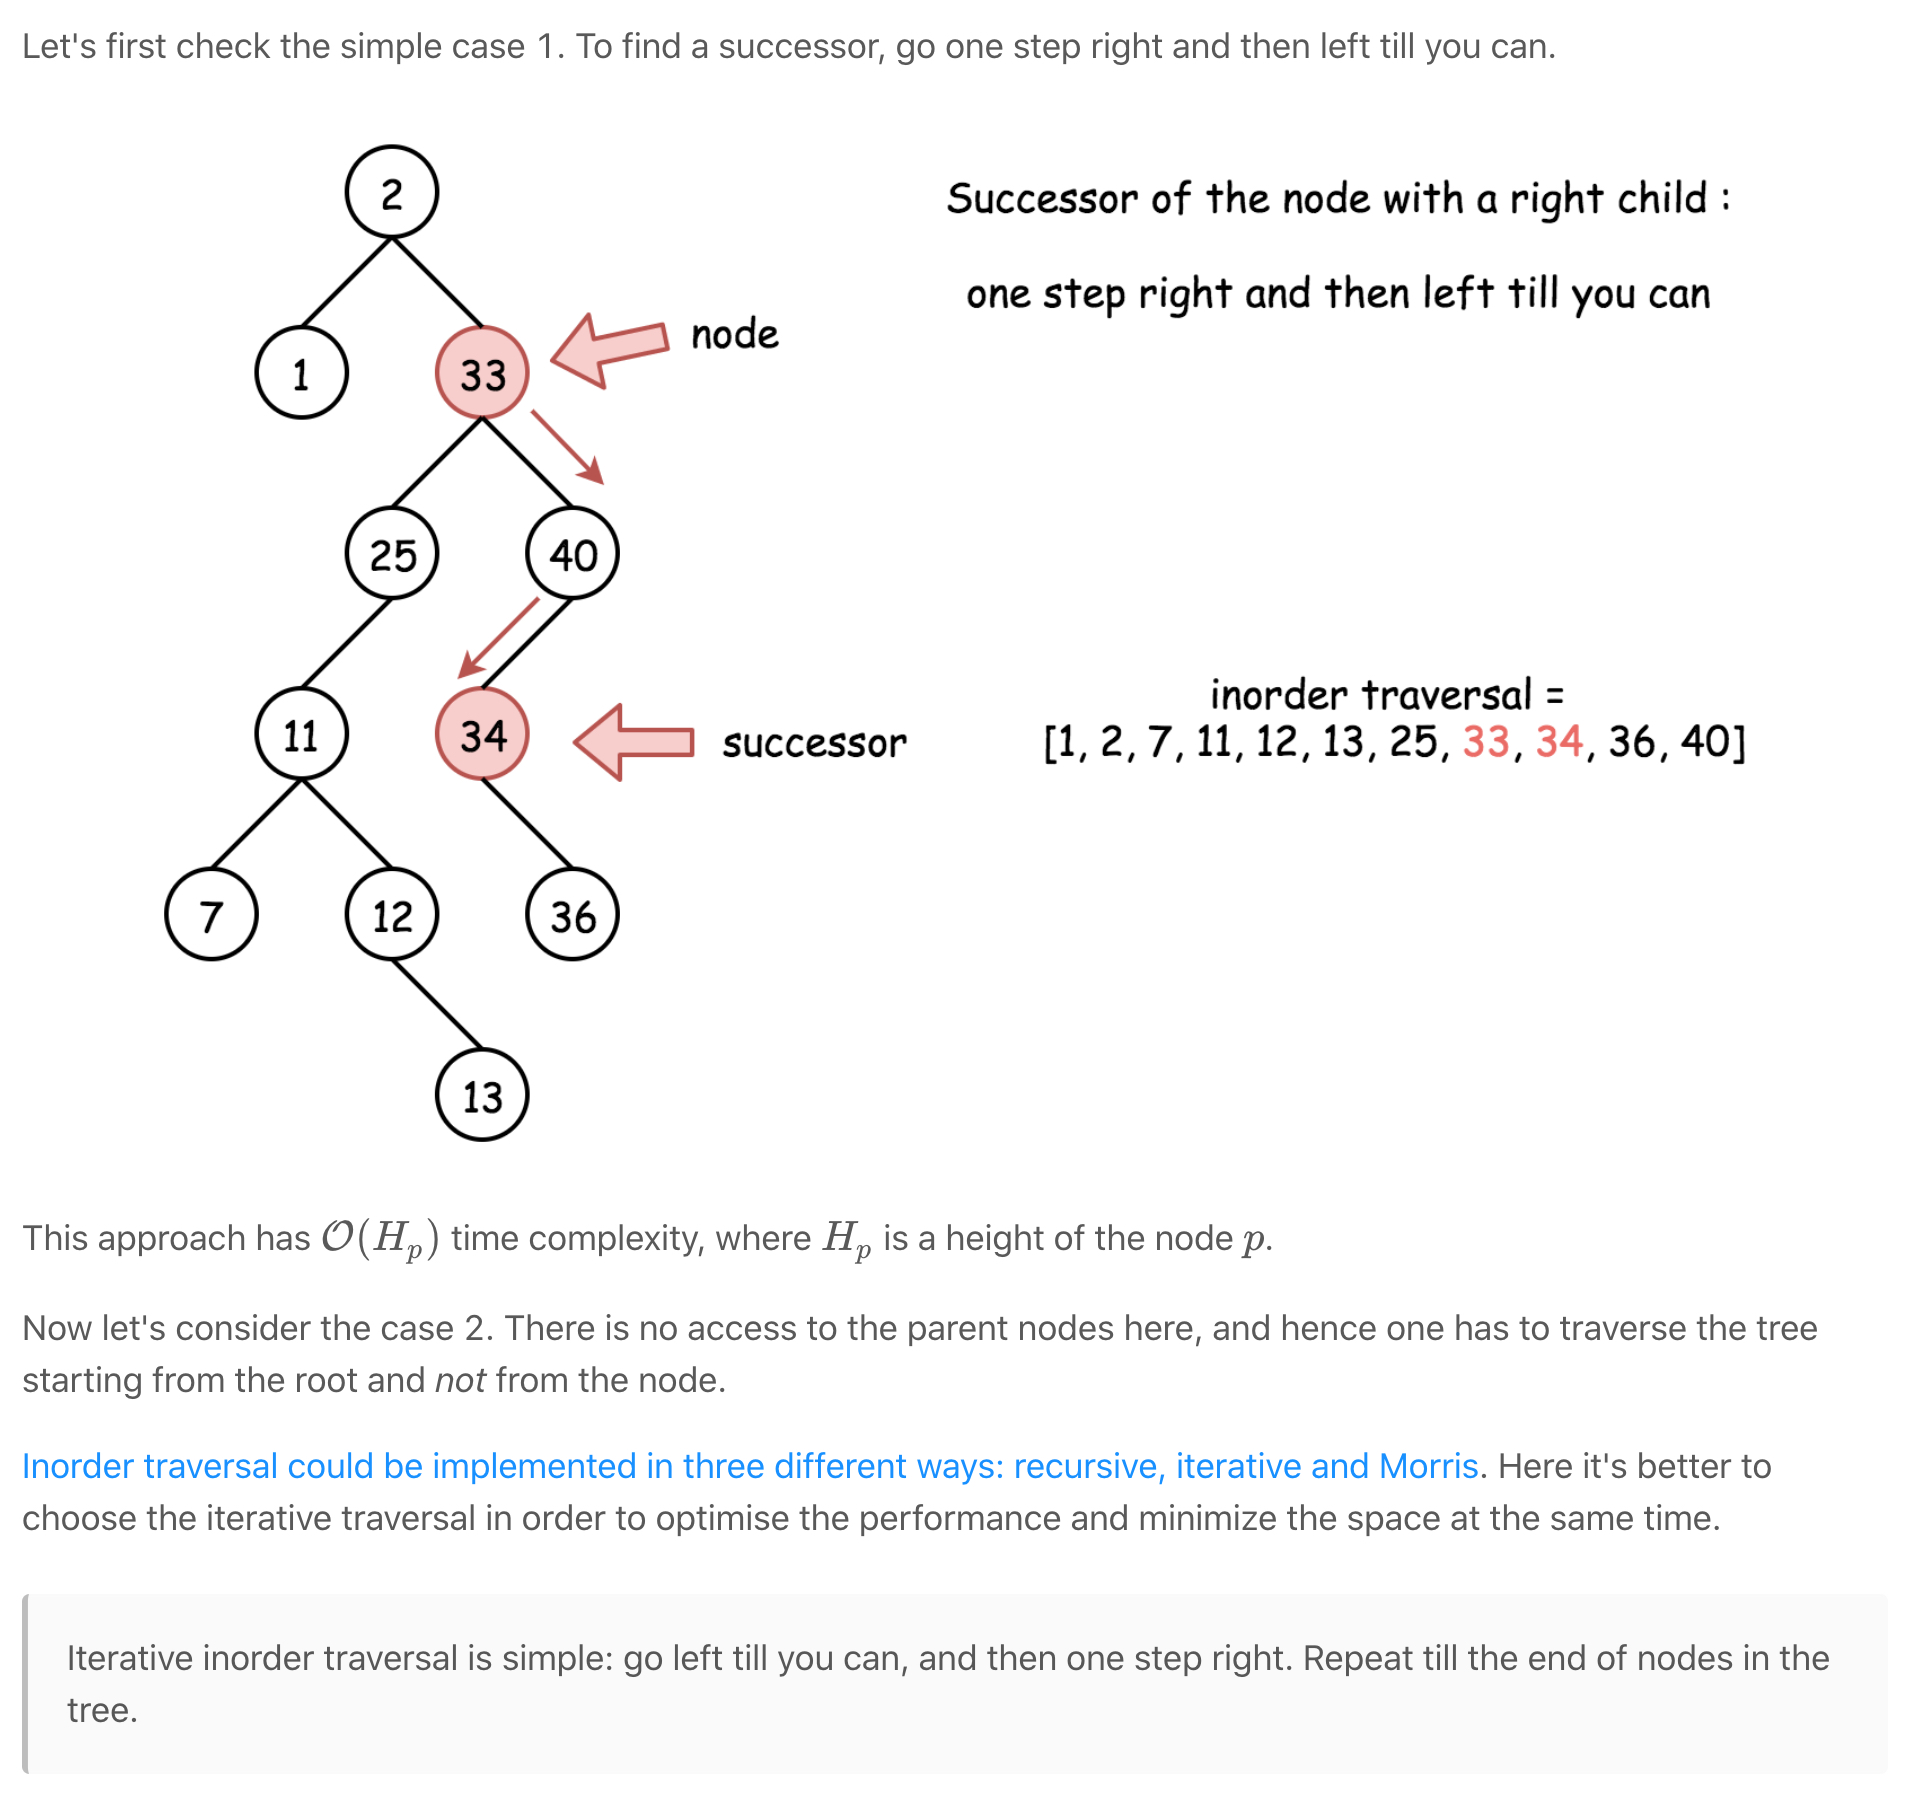 Let's first check the simple case 1. To find a successor, go one step right and then left till you can.
2
Successor of the node with a right child :
one step right and then left till you can
node
1
33
25
40
11
34
successor
inorder traversal =
[1, 2, 7, 11, 12, 13, 25, 33, 34, 36, 40]
7
12
36
13
This approach has O(H_p) time complexity, where H_p is a height of the node p.
Now let's consider the case 2. There is no access to the parent nodes here, and hence one has to traverse the tree
starting from the root and not from the node.
Inorder traversal could be implemented in three different ways: recursive, iterative and Morris. Here it's better to
choose the iterative traversal in order to optimise the performance and minimize the space at the same time.
Iterative inorder traversal is simple: go left till you can, and then one step right. Repeat till the end of nodes in the
tree.